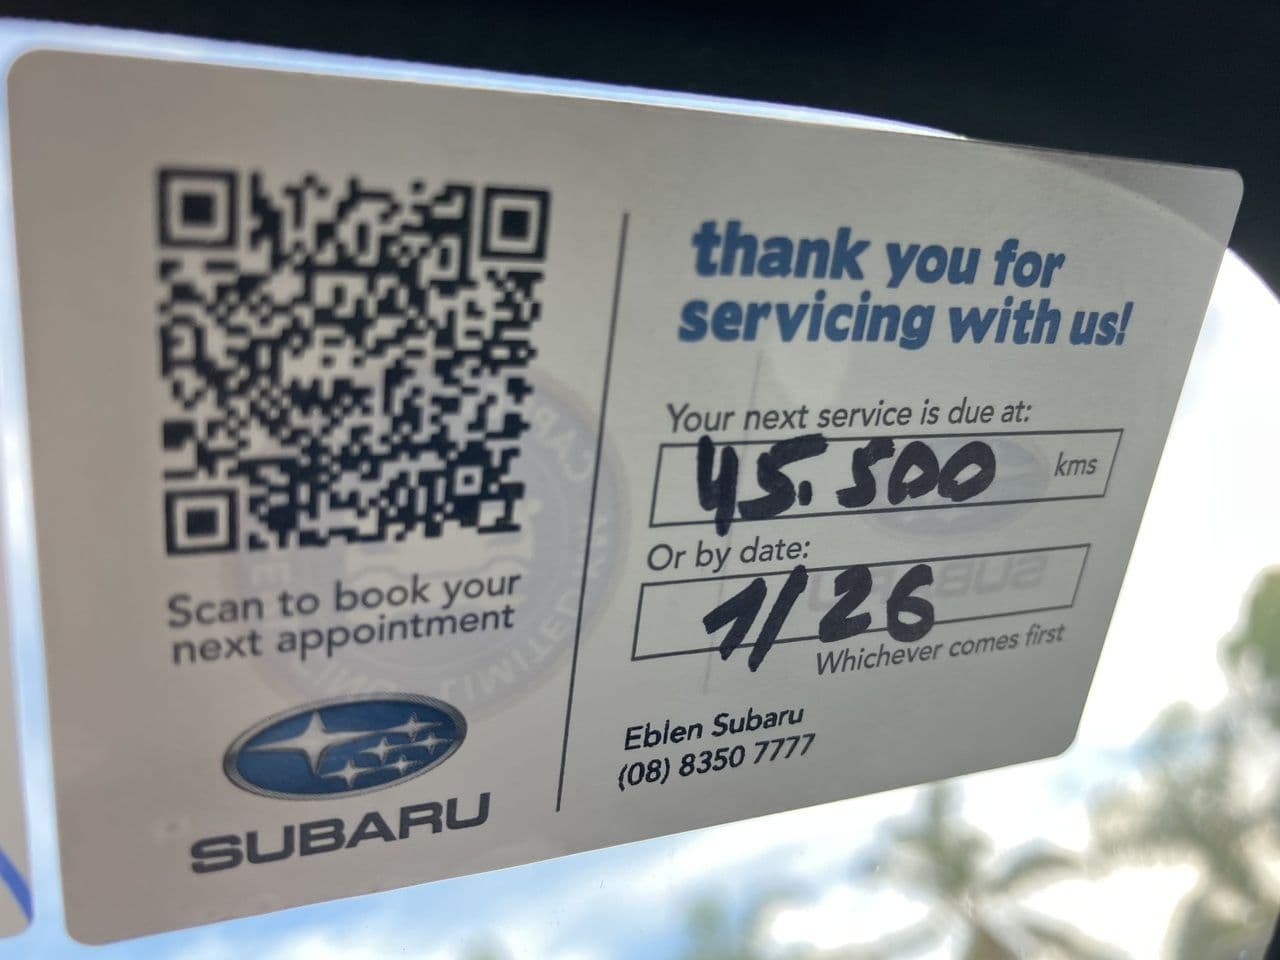 Scan to book your
next appointment
SUBARU
thank you for
servicing with us!
Your next service is due at:
45.500 kms
Or by date:
1/26
Whichever comes first
Eblen Subaru
(08) 8350 7777